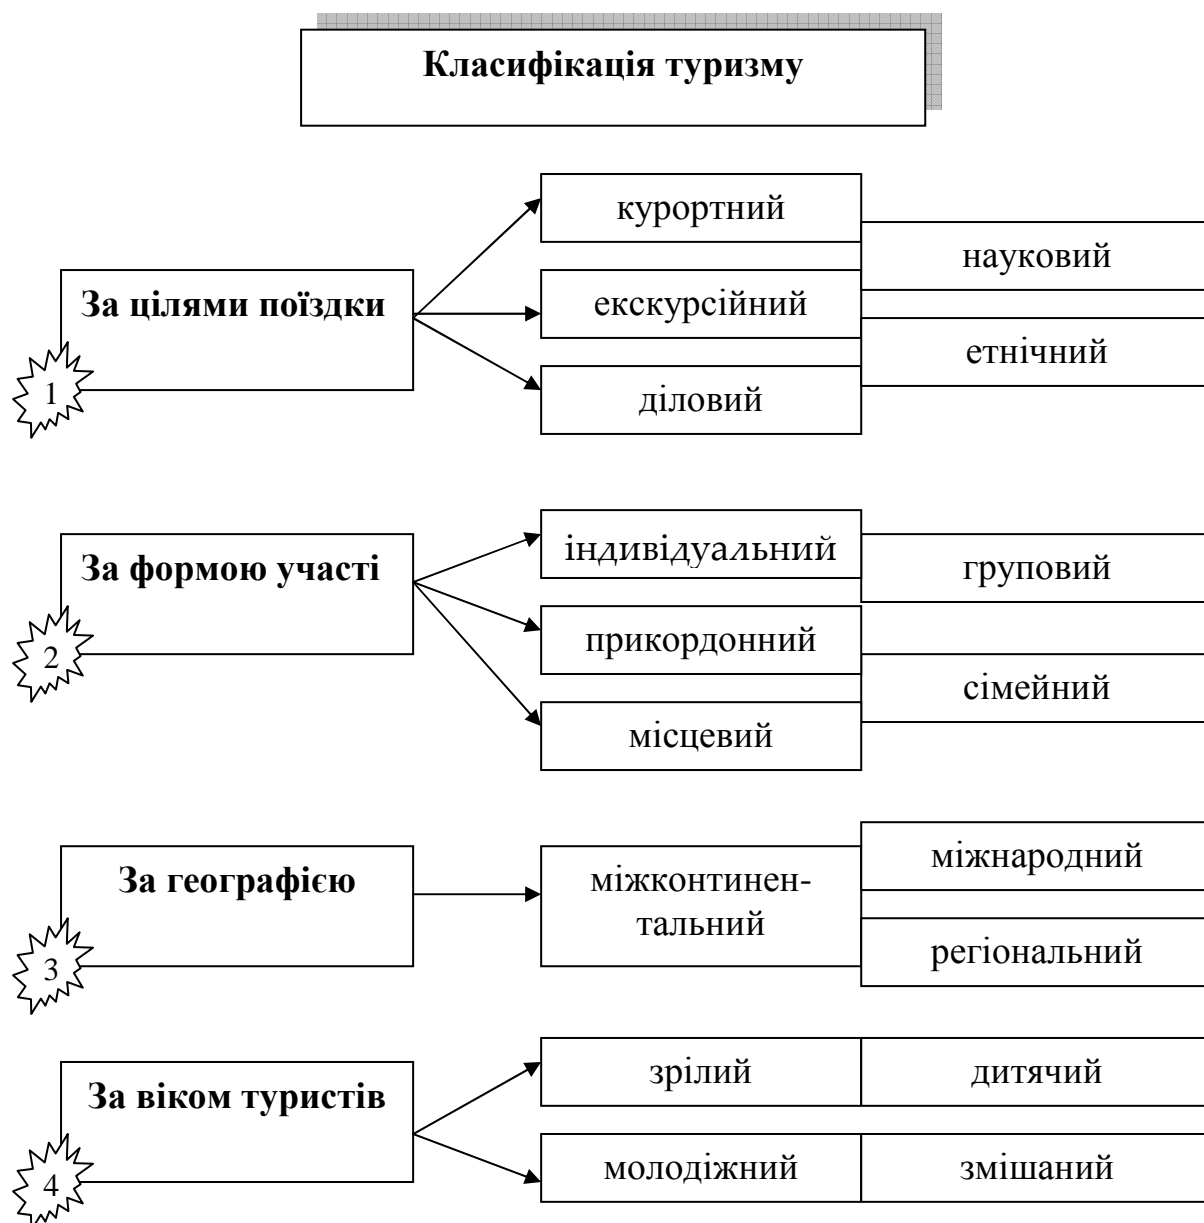 Класифікація туризму
За цілями поїздки
1
курортний
екскурсійний
діловий
науковий
етнічний
За формою участі
2
індивідуальний
прикордонний
місцевий
груповий
сімейний
За географією
3
міжконтинен-
тальний
міжнародний
регіональний
За віком туристів
4
зрілий
молодіжний
дитячий
змішаний